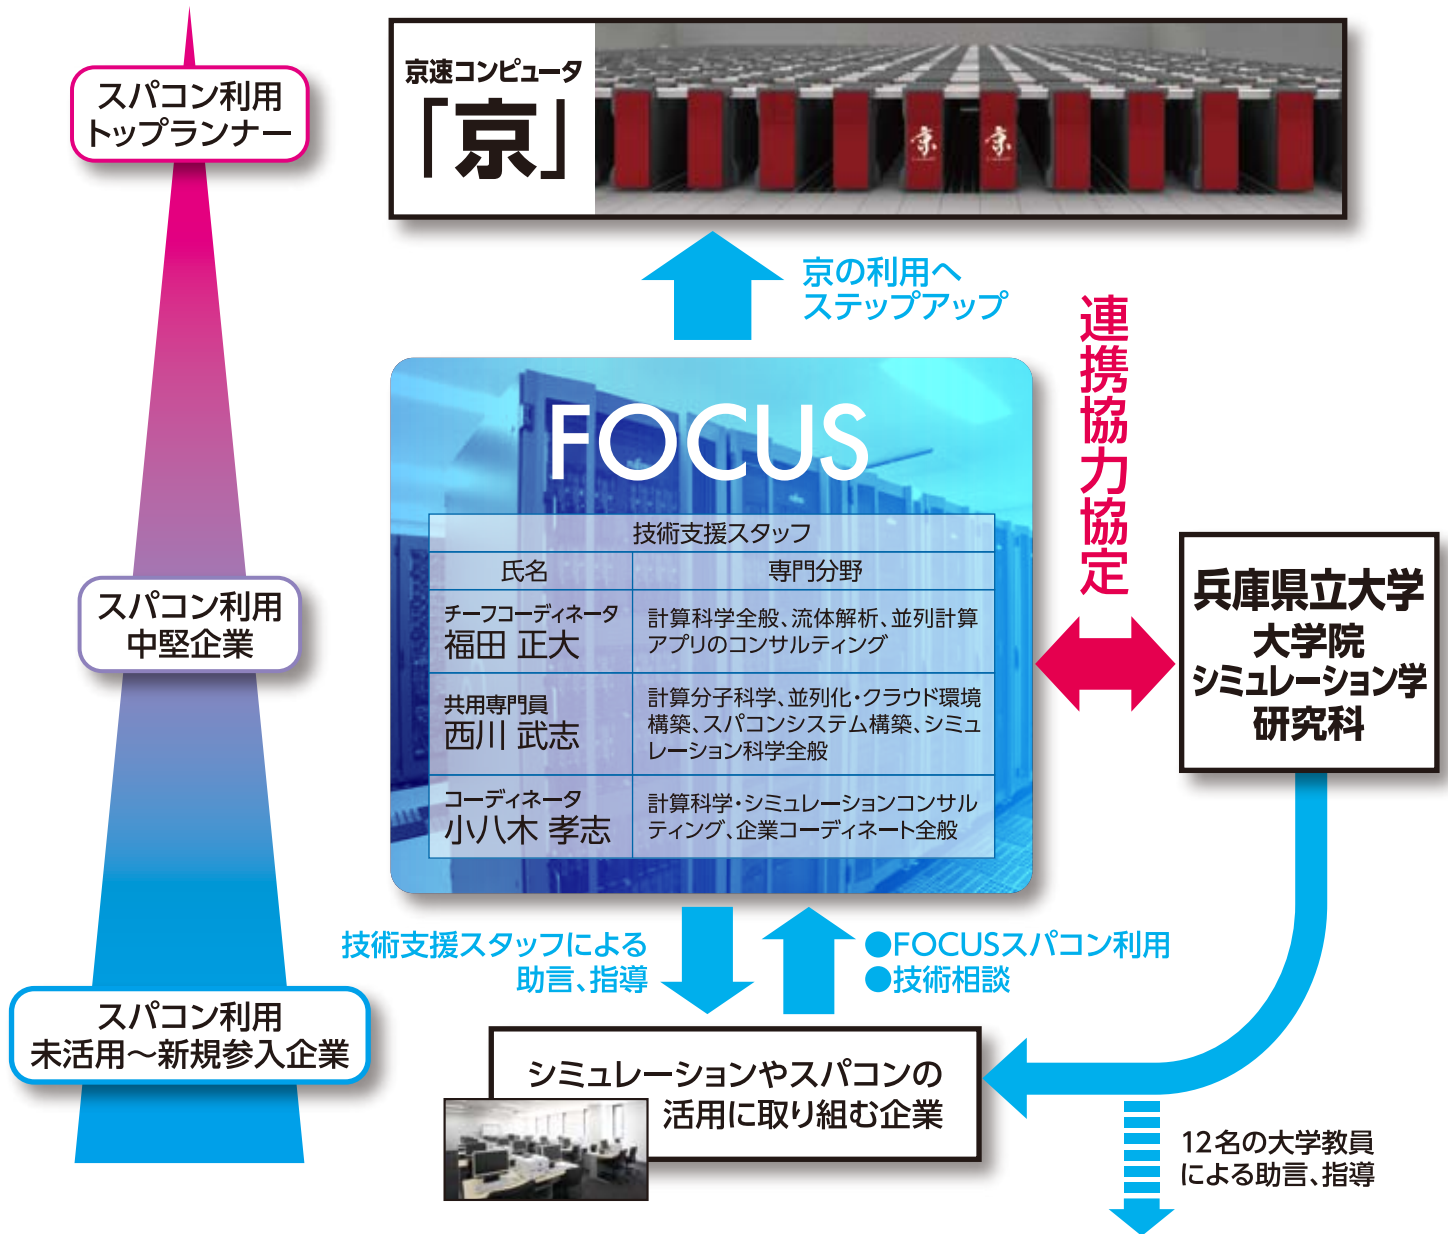 スパコン利用
トップランナー
京速コンピュータ
「京」
京
京
京の利用へ
ステップアップ
連携協力協定
FOCUS
技術支援スタッフ
氏名
専門分野
チーフコーディネータ
福田 正大
計算科学全般、流体解析、並列計算
アプリのコンサルティング
共用専門員
西川 武志
計算分子科学、並列化・クラウド環境
構築、スパコンシステム構築、シミュ
レーション科学全般
コーディネータ
小八木 孝志
計算科学・シミュレーションコンサル
ティング、企業コーディネート全般
スパコン利用
中堅企業
兵庫県立大学
大学院
シミュレーション学
研究科
技術支援スタッフによる
助言、指導
●FOCUSスパコン利用
●技術相談
スパコン利用
未活用～新規参入企業
シミュレーションやスパコンの
活用に取り組む企業
12名の大学教員
による助言、指導